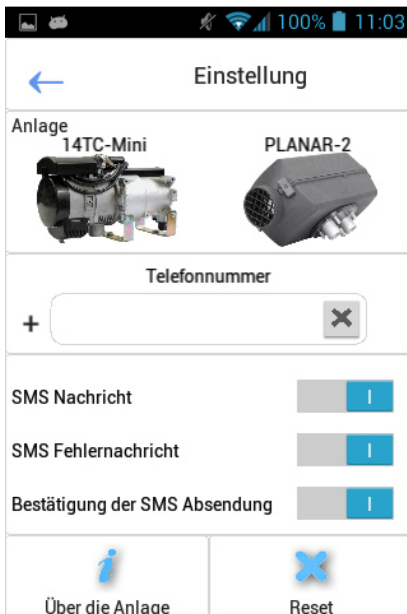 100% 11:03
Einstellung
Anlage
14TC-Mini PLANAR-2
Telefonnummer
+
SMS Nachricht
SMS Fehlernachricht
Bestätigung der SMS Absendung
Über die Anlage Reset